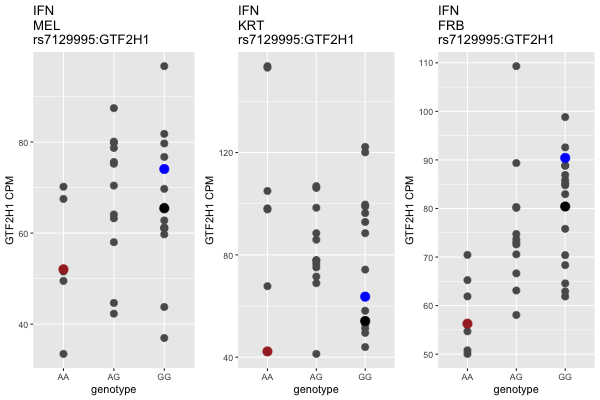 IFN
MEL
rs7129995:GTF2H1
GTF2H1 CPM
80
60
40
AA
AG
GG
genotype
IFN
KRT
rs7129995:GTF2H1
GTF2H1 CPM
120
80
40
AA
AG
GG
genotype
IFN
FRB
rs7129995:GTF2H1
GTF2H1 CPM
110
100
90
80
70
60
50
AA
AG
GG
genotype